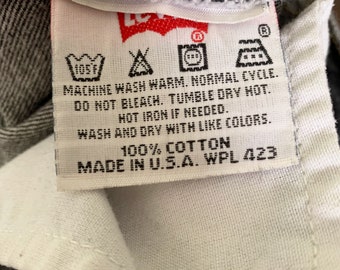 105F
MACHINE WASH WARM. NORMAL CYCLE.
DO NOT BLEACH. TUMBLE DRY HOT.
HOT IRON IF NEEDED.
WASH AND DRY WITH LIKE COLORS.
100% COTTON
MADE IN U.S.A. WPL 423